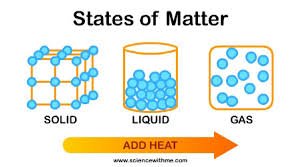 States of Matter
SOLID
LIQUID
GAS
ADD HEAT
www.sciencewithme.com